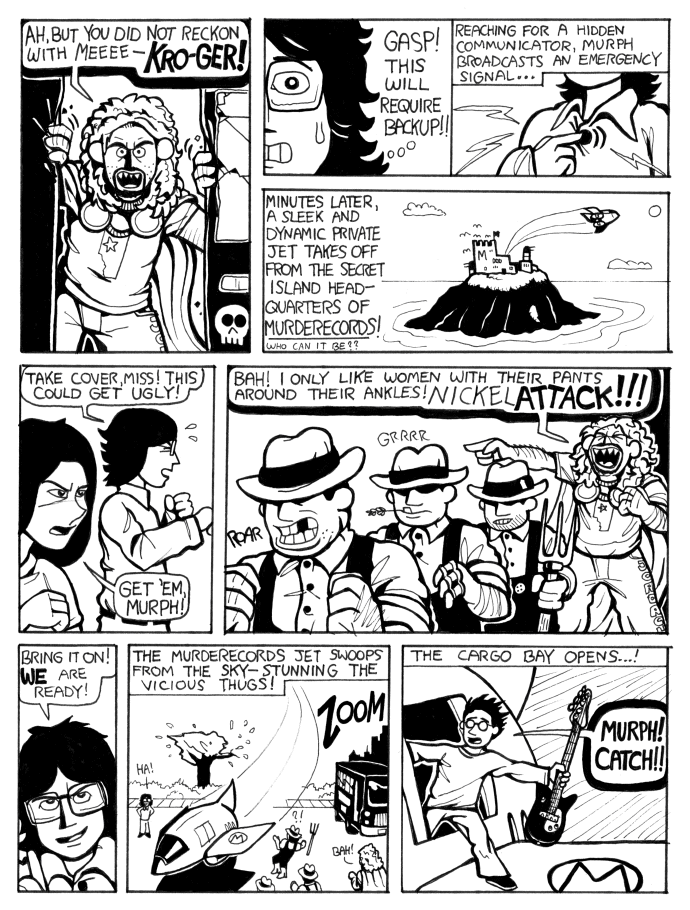 AH, BUT YOU DID NOT RECKON
WITH MEEEE – KRO-GER!
GASP!
THIS
WILL
REQUIRE
BACKUP!!
REACHING FOR A HIDDEN
COMMUNICATOR, MURPH
BROADCASTS AN EMERGENCY
SIGNAL...
MINUTES LATER,
A SLEEK AND
DYNAMIC PRIVATE
JET TAKES OFF
FROM THE SECRET
ISLAND HEAD-
QUARTERS OF
MURDERECORDS!
WHO CAN IT BE??
M
TAKE COVER, MISS! THIS
COULD GET UGLY!
GET 'EM,
MURPH!
BAH! I ONLY LIKE WOMEN WITH THEIR PANTS
AROUND THEIR ANKLES! NICKEL ATTACK!!!
GRRRR
ROAR
BRING IT ON!
WE ARE
READY!
THE MURDERECORDS JET SWOOPS
FROM THE SKY–STUNNING THE
VICIOUS THUGS!
ZOOM
HA!
?!
M
BAH!
THE CARGO BAY OPENS...!
MURPH!
CATCH!!
M